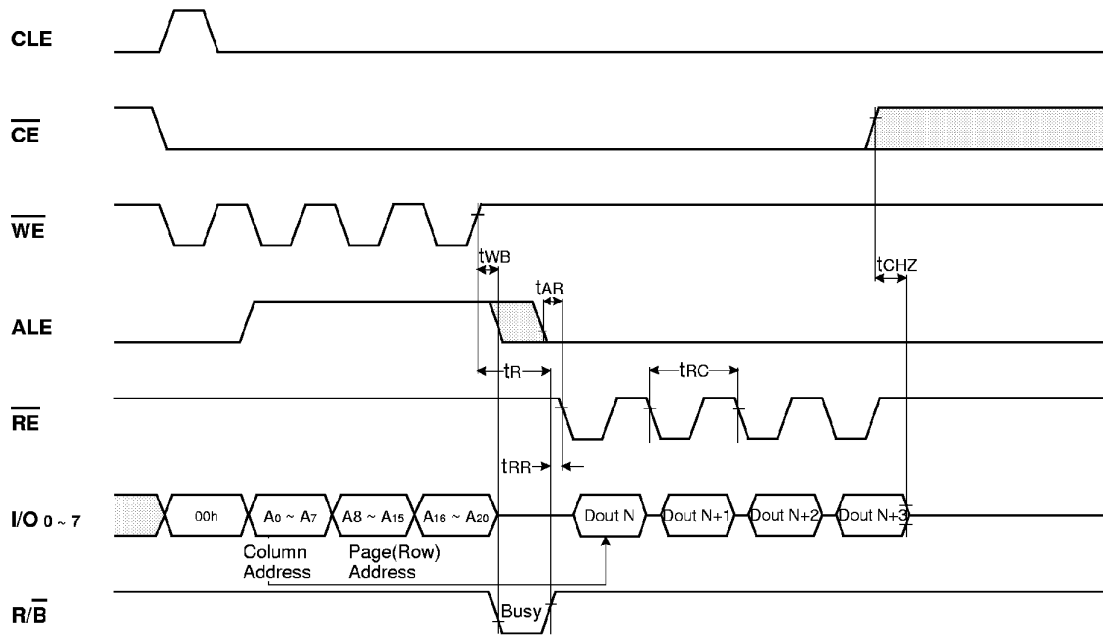 CLE
CE
WE
tWB
tCHZ
tAR
ALE
tR
tRC
RE
tRR
I/O 0 ~ 7
00h
A0 ~ A7
A8 ~ A15
A16 ~ A20
Dout N
Dout N+1
Dout N+2
Dout N+3
Column
Address
Page(Row)
Address
R/B
Busy